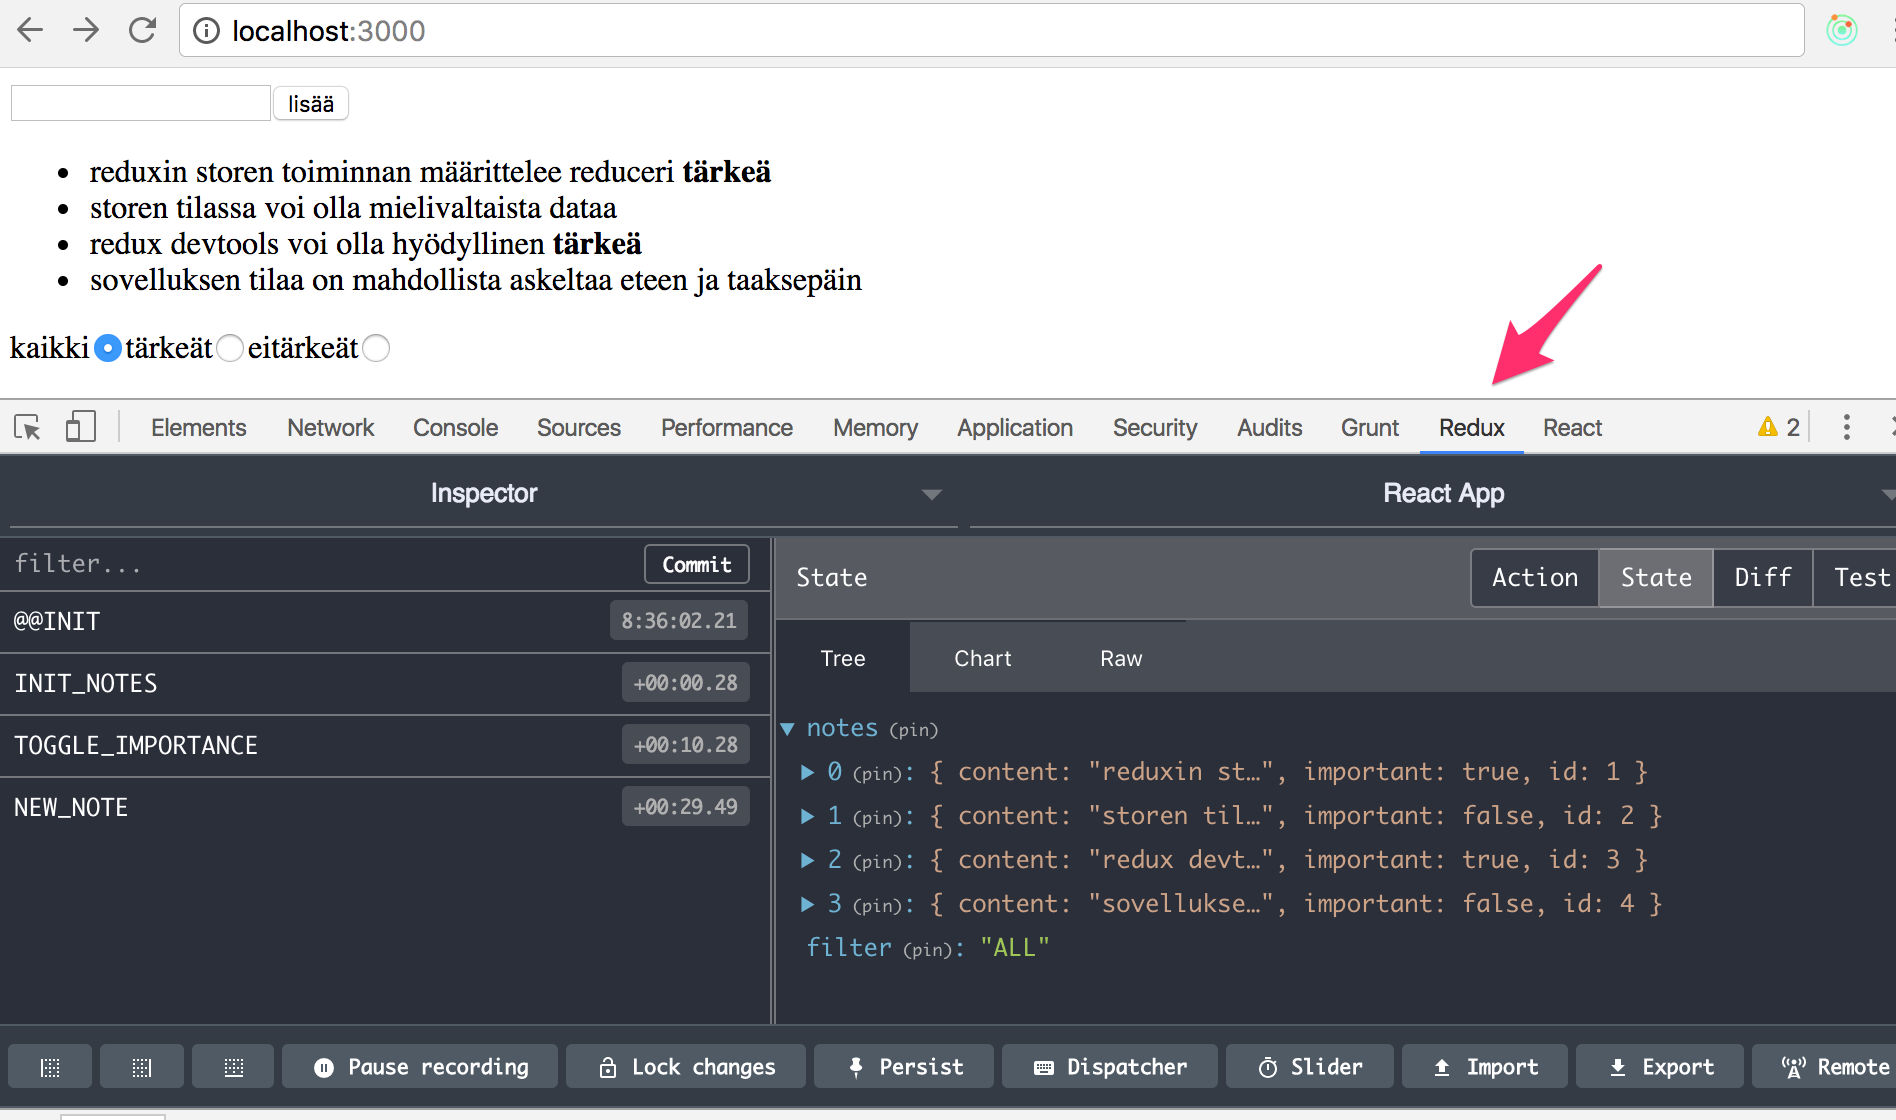 localhost:3000
lisää
reduxin storen toiminnan määrittelee reduceri tärkeä
storen tilassa voi olla mielivaltaista dataa
redux devtools voi olla hyödyllinen tärkeä
sovelluksen tilaa on mahdollista askeltaa eteen ja taaksepäin
kaikki tärkeät eitärkeät
Elements Network Console Sources Performance Memory Application Security Audits Grunt Redux React 2
Inspector React App
filter... Commit
State Action State Diff Test
@@INIT 8:36:02.21
INIT_NOTES +00:00.28
TOGGLE_IMPORTANCE +00:10.28
NEW_NOTE +00:29.49
Tree Chart Raw
notes (pin)
0 (pin): { content: "reduxin st…", important: true, id: 1 }
1 (pin): { content: "storen til…", important: false, id: 2 }
2 (pin): { content: "redux devt…", important: true, id: 3 }
3 (pin): { content: "sovellukse…", important: false, id: 4 }
filter (pin): "ALL"
Pause recording Lock changes Persist Dispatcher Slider Import Export Remote